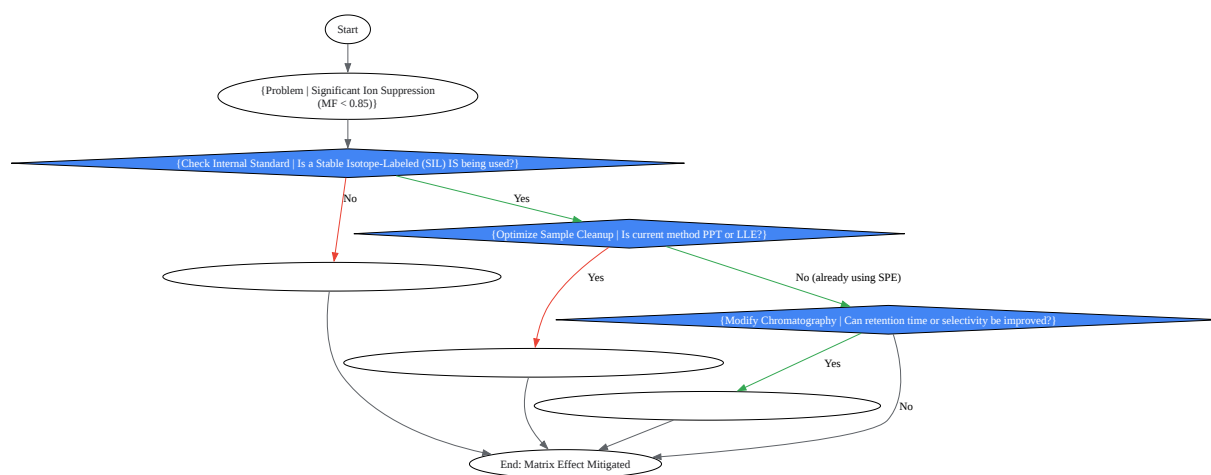 Start
{Problem | Significant Ion Suppression
(MF < 0.85)}
{Check Internal Standard | Is a Stable Isotope-Labeled (SIL) IS being used?}
No
Yes
{Optimize Sample Cleanup | Is current method PPT or LLE?}
Yes
No (already using SPE)
{Modify Chromatography | Can retention time or selectivity be improved?}
Yes
No
End: Matrix Effect Mitigated